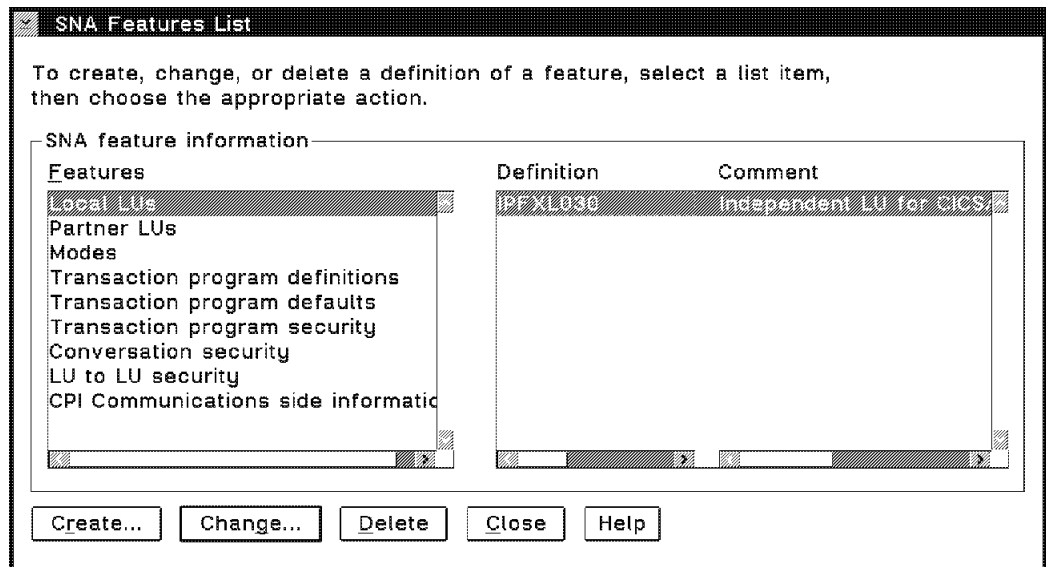 SNA Features List
To create, change, or delete a definition of a feature, select a list item,
then choose the appropriate action.
SNA feature information
Features Definition Comment
Local LUs IPFXL030 Independent LU for CICS/
Partner LUs
Modes
Transaction program definitions
Transaction program defaults
Transaction program security
Conversation security
LU to LU security
CPI Communications side informatic
Create... Change... Delete Close Help